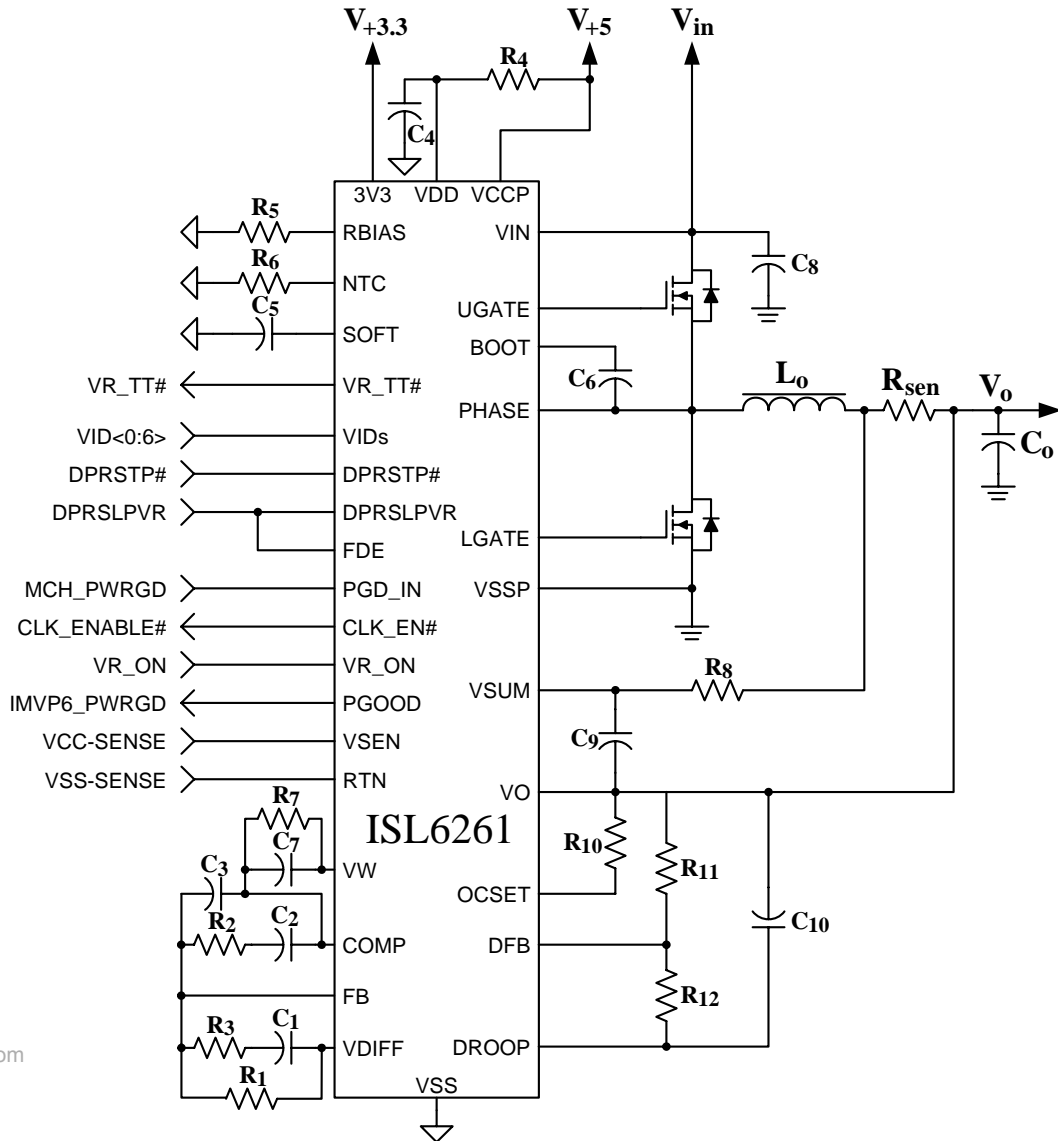 V+3.3
V+5
Vin
R4
C4
3V3
VDD
VCCP
R5
RBIAS
VIN
C8
R6
NTC
C5
UGATE
SOFT
BOOT
C6
Lo
Rsen
Vo
VR_TT#
VR_TT#
PHASE
VID<0:6>
VIDs
Co
DPRSTP#
DPRSTP#
DPRSLPVR
DPRSLPVR
LGATE
FDE
MCH_PWRGD
PGD_IN
VSSP
CLK_ENABLE#
CLK_EN#
VR_ON
VR_ON
R8
VSUM
IMVP6_PWRGD
PGOOD
VCC-SENSE
VSEN
C9
VSS-SENSE
RTN
VO
R7
ISL6261
R10
C7
C3
VW
R11
OCSET
R2
C2
COMP
DFB
C10
FB
R12
R3
C1
VDIFF
DROOP
om
R1
VSS